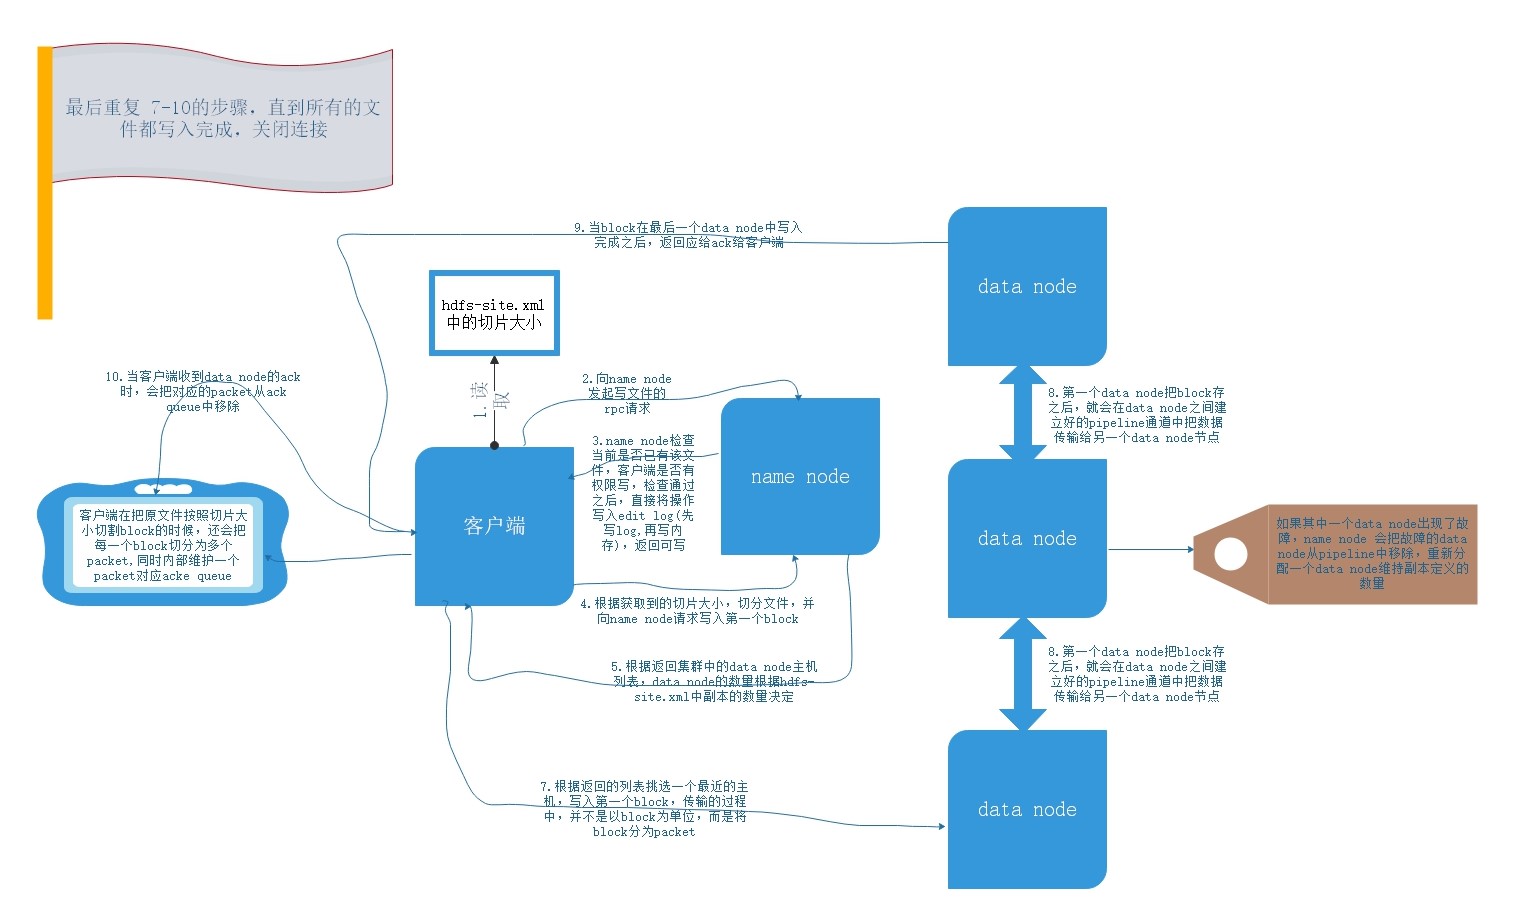 最后重复 7-10的步骤. 直到所有的文
件都写入完成. 关闭连接
9.当block在最后一个data node中写入
完成之后，返回应给ack给客户端
data node
hdfs-site.xml
中的切片大小
1.读
取
10.当客户端收到data node的ack
时，会把对应的packet从ack
queue中移除
2.向name node
发起写文件的
rpc请求
8.第一个data node把block存
之后，就会在data node之间建
立好的pipeline通道中把数据
传输给另一个data node节点
3.name node检查
当前是否已有该文
件，客户端是否有
权限写，检查通过
之后，直接将操作
写入edit log(先
写log,再写内
存)，返回可写
name node
客户端
data node
客户端在把原文件按照切片大
小切割block的时候，还会把
每一个block切分为多个
packet,同时内部维护一个
packet对应acke queue
如果其中一个data node出现了故
障，name node 会把故障的data
node从pipeline中移除，重新分
配一个data node维持副本定义的
数量
4.根据获取到的切片大小，切分文件，并
向name node请求写入第一个block
5.根据返回集群中的data node主机
列表，data node的数量根据hdfs-
site.xml中副本的数量决定
8.第一个data node把block存
之后，就会在data node之间建
立好的pipeline通道中把数据
传输给另一个data node节点
7.根据返回的列表挑选一个最近的主
机，写入第一个block，传输的过程
中，并不是以block为单位，而是将
block分为packet
data node